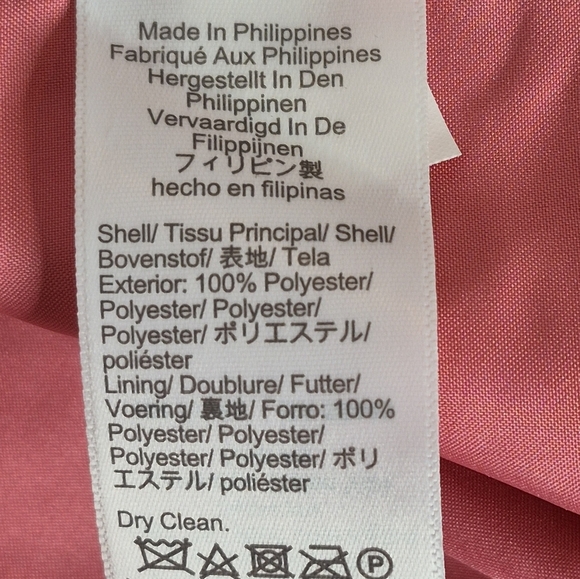 Made In Philippines
Fabriqué Aux Philippines
Hergestellt In Den
Philippinen
Vervaardigd In De
Filippijnen
フィリピン製
hecho en filipinas
Shell/ Tissu Principal/ Shell/
Bovenstof/ 表地/ Tela
Exterior: 100% Polyester/
Polyester/ Polyester/
Polyester/ ポリエステル/
poliéster
Lining/ Doublure/ Futter/
Voering/ 裏地/ Forro: 100%
Polyester/ Polyester/
Polyester/ Polyester/ ポリ
エステル/ poliéster
Dry Clean.
P